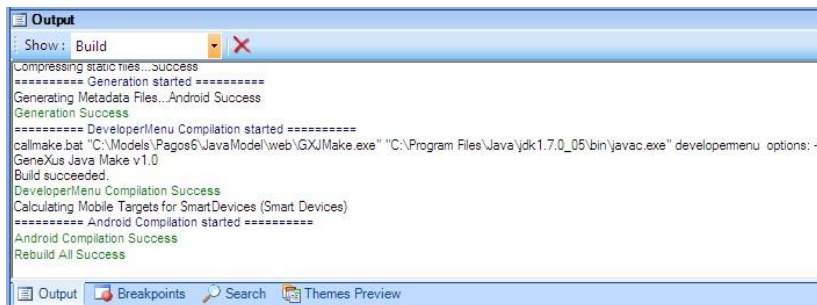 Output
Show: Build
Compressing static files...Success
========== Generation started ==========
Generating Metadata Files...Android Success
Generation Success
========== DeveloperMenu Compilation started ==========
callmake.bat "C:\Models\Pagos6\JavaModel\web\GXJMake.exe" "C:\Program Files\Java\jdk1.7.0_05\bin\javac.exe" developermenu options: -
GeneXus Java Make v1.0
Build succeeded.
DeveloperMenu Compilation Success
Calculating Mobile Targets for SmartDevices (Smart Devices)
========== Android Compilation started ==========
Android Compilation Success
Rebuild All Success
Output Breakpoints Search Themes Preview